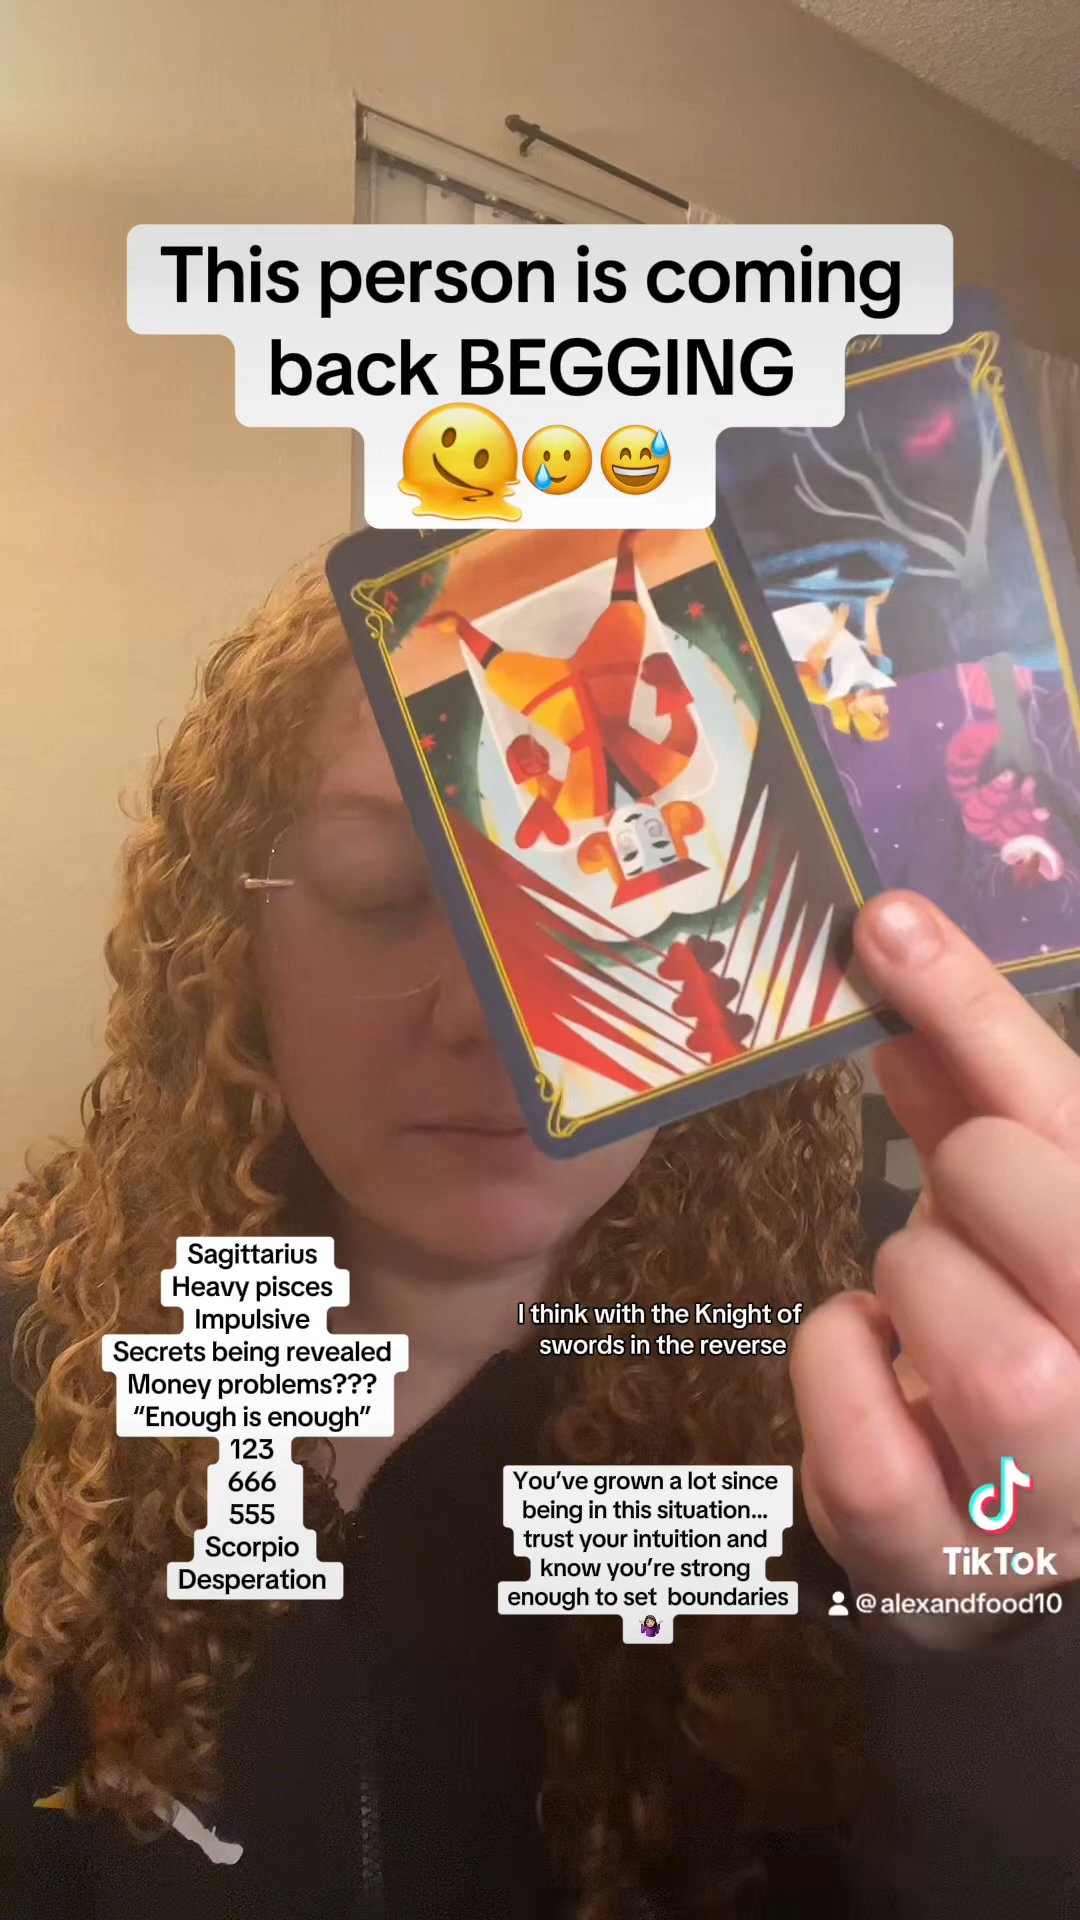 This person is coming
back BEGGING
🫠🥲😅
Sagittarius
Heavy pisces
Impulsive
Secrets being revealed
Money problems???
“Enough is enough”
123
666
555
Scorpio
Desperation
I think with the Knight of
swords in the reverse
You’ve grown a lot since
being in this situation...
trust your intuition and
know you’re strong
enough to set boundaries
🤷🏻‍♀️
TikTok
@alexandfood10